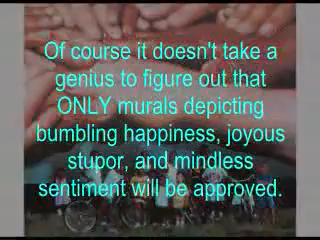 Of course it doesn't take a
genius to figure out that
ONLY murals depicting
bumbling happiness, joyous
stupor, and mindless
sentiment will be approved.